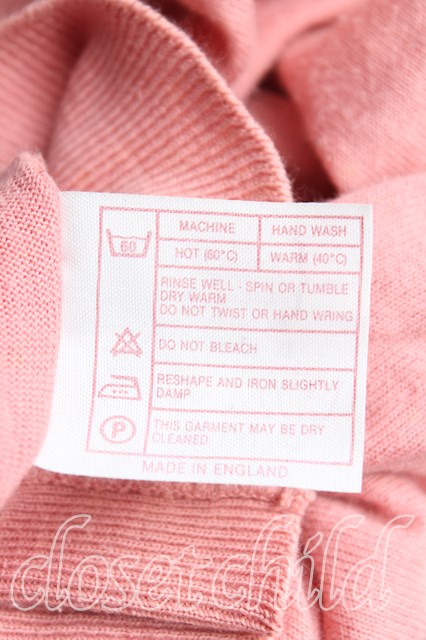 MACHINE HAND WASH
60 HOT (60°C) WARM (40°C)
RINSE WELL - SPIN OR TUMBLE
DRY WARM
DO NOT TWIST OR HAND WRING
DO NOT BLEACH
RESHAPE AND IRON SLIGHTLY
DAMP
P THIS GARMENT MAY BE DRY
CLEANED
MADE IN ENGLAND
closetchild